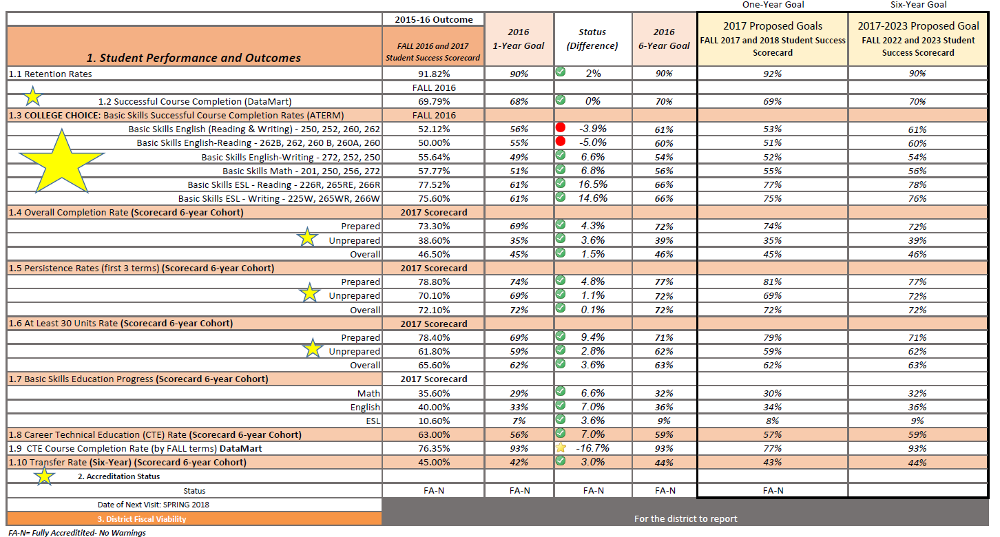 One-Year Goal Six-Year Goal
2015-16 Outcome
2016
1-Year Goal
Status
(Difference)
2016
6-Year Goal
2017 Proposed Goals
FALL 2017 and 2018 Student Success
Scorecard
2017-2023 Proposed Goal
FALL 2022 and 2023 Student
Success Scorecard
1. Student Performance and Outcomes
FALL 2016 and 2017
Student Success Scorecard
1.1 Retention Rates 91.82% 90% 2% 90% 92% 90%
FALL 2016
1.2 Successful Course Completion (DataMart) 69.79% 68% 0% 70% 69% 70%
1.3 COLLEGE CHOICE: Basic Skills Successful Course Completion Rates (ATERM) FALL 2016
Basic Skills English (Reading & Writing) - 250, 252, 260, 262 52.12% 56% -3.9% 61% 53% 61%
Basic Skills English-Reading - 262B, 262, 260 B, 260A, 260 50.00% 55% -5.0% 60% 51% 60%
Basic Skills English-Writing - 272, 252, 250 55.64% 49% 6.6% 54% 52% 54%
Basic Skills Math - 201, 250, 256, 272 57.77% 51% 6.8% 56% 55% 56%
Basic Skills ESL - Reading - 226R, 265RE, 266R 77.52% 61% 16.5% 66% 77% 78%
Basic Skills ESL - Writing - 225W, 265WR, 266W 75.60% 61% 14.6% 66% 75% 76%
1.4 Overall Completion Rate (Scorecard 6-year Cohort) 2017 Scorecard
Prepared 73.30% 69% 4.3% 72% 74% 72%
Unprepared 38.60% 35% 3.6% 39% 35% 39%
Overall 46.50% 45% 1.5% 46% 45% 46%
1.5 Persistence Rates (first 3 terms) (Scorecard 6-year Cohort) 2017 Scorecard
Prepared 78.80% 74% 4.8% 77% 81% 77%
Unprepared 70.10% 69% 1.1% 72% 69% 72%
Overall 72.10% 72% 0.1% 72% 72% 72%
1.6 At Least 30 Units Rate (Scorecard 6-year Cohort) 2017 Scorecard
Prepared 78.40% 69% 9.4% 71% 79% 71%
Unprepared 61.80% 59% 2.8% 62% 59% 62%
Overall 65.60% 62% 3.6% 63% 62% 63%
1.7 Basic Skills Education Progress (Scorecard 6-year Cohort) 2017 Scorecard
Math 35.60% 29% 6.6% 32% 30% 32%
English 40.00% 33% 7.0% 36% 34% 36%
ESL 10.60% 7% 3.6% 9% 8% 9%
1.8 Career Technical Education (CTE) Rate (Scorecard 6-year Cohort) 63.00% 56% 7.0% 59% 57% 59%
1.9 CTE Course Completion Rate (by FALL terms) DataMart 76.35% 93% -16.7% 93% 77% 93%
1.10 Transfer Rate (Six-Year) (Scorecard 6-year Cohort) 45.00% 42% 3.0% 44% 43% 44%
2. Accreditation Status
Status FA-N FA-N FA-N FA-N FA-N
Date of Next Visit: SPRING 2018
3. District Fiscal Viability For the district to report
FA-N= Fully Accreditited- No Warnings